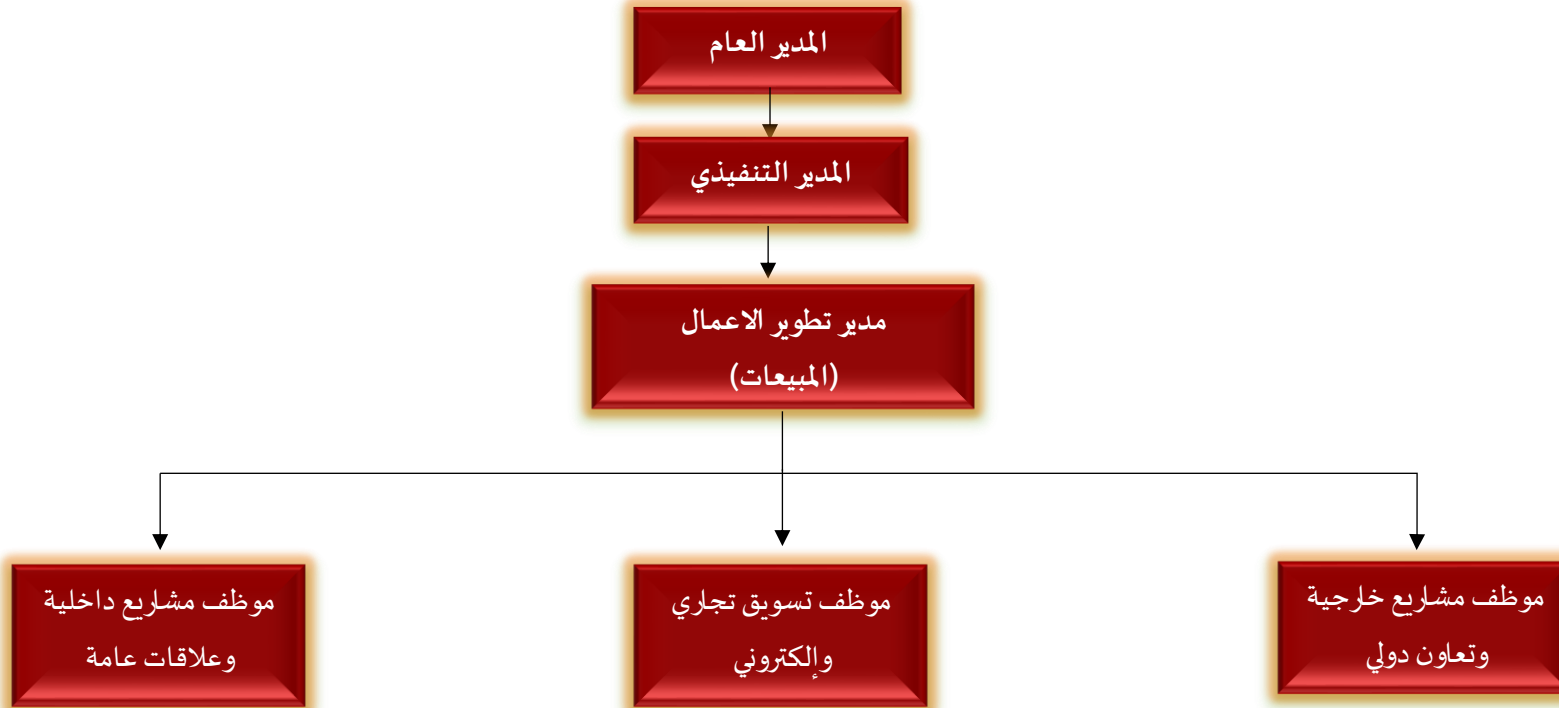 المدير العام
المدير التنفيذي
مدير تطوير الاعمال
(المبيعات)
موظف مشاريع خارجية
وتعاون دولي
موظف تسويق تجاري
وإلكتروني
موظف مشاريع داخلية
وعلاقات عامة